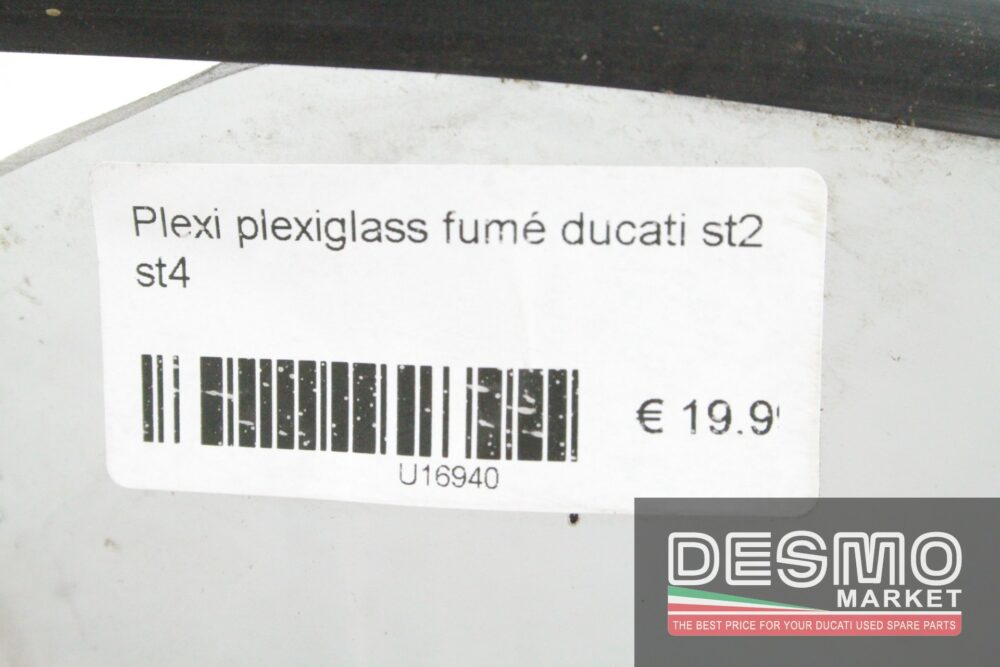 Plexi plexiglass fumé ducati st2
st4
€ 19.9
U16940
DESMO
MARKET
THE BEST PRICE FOR YOUR DUCATI USED SPARE PARTS